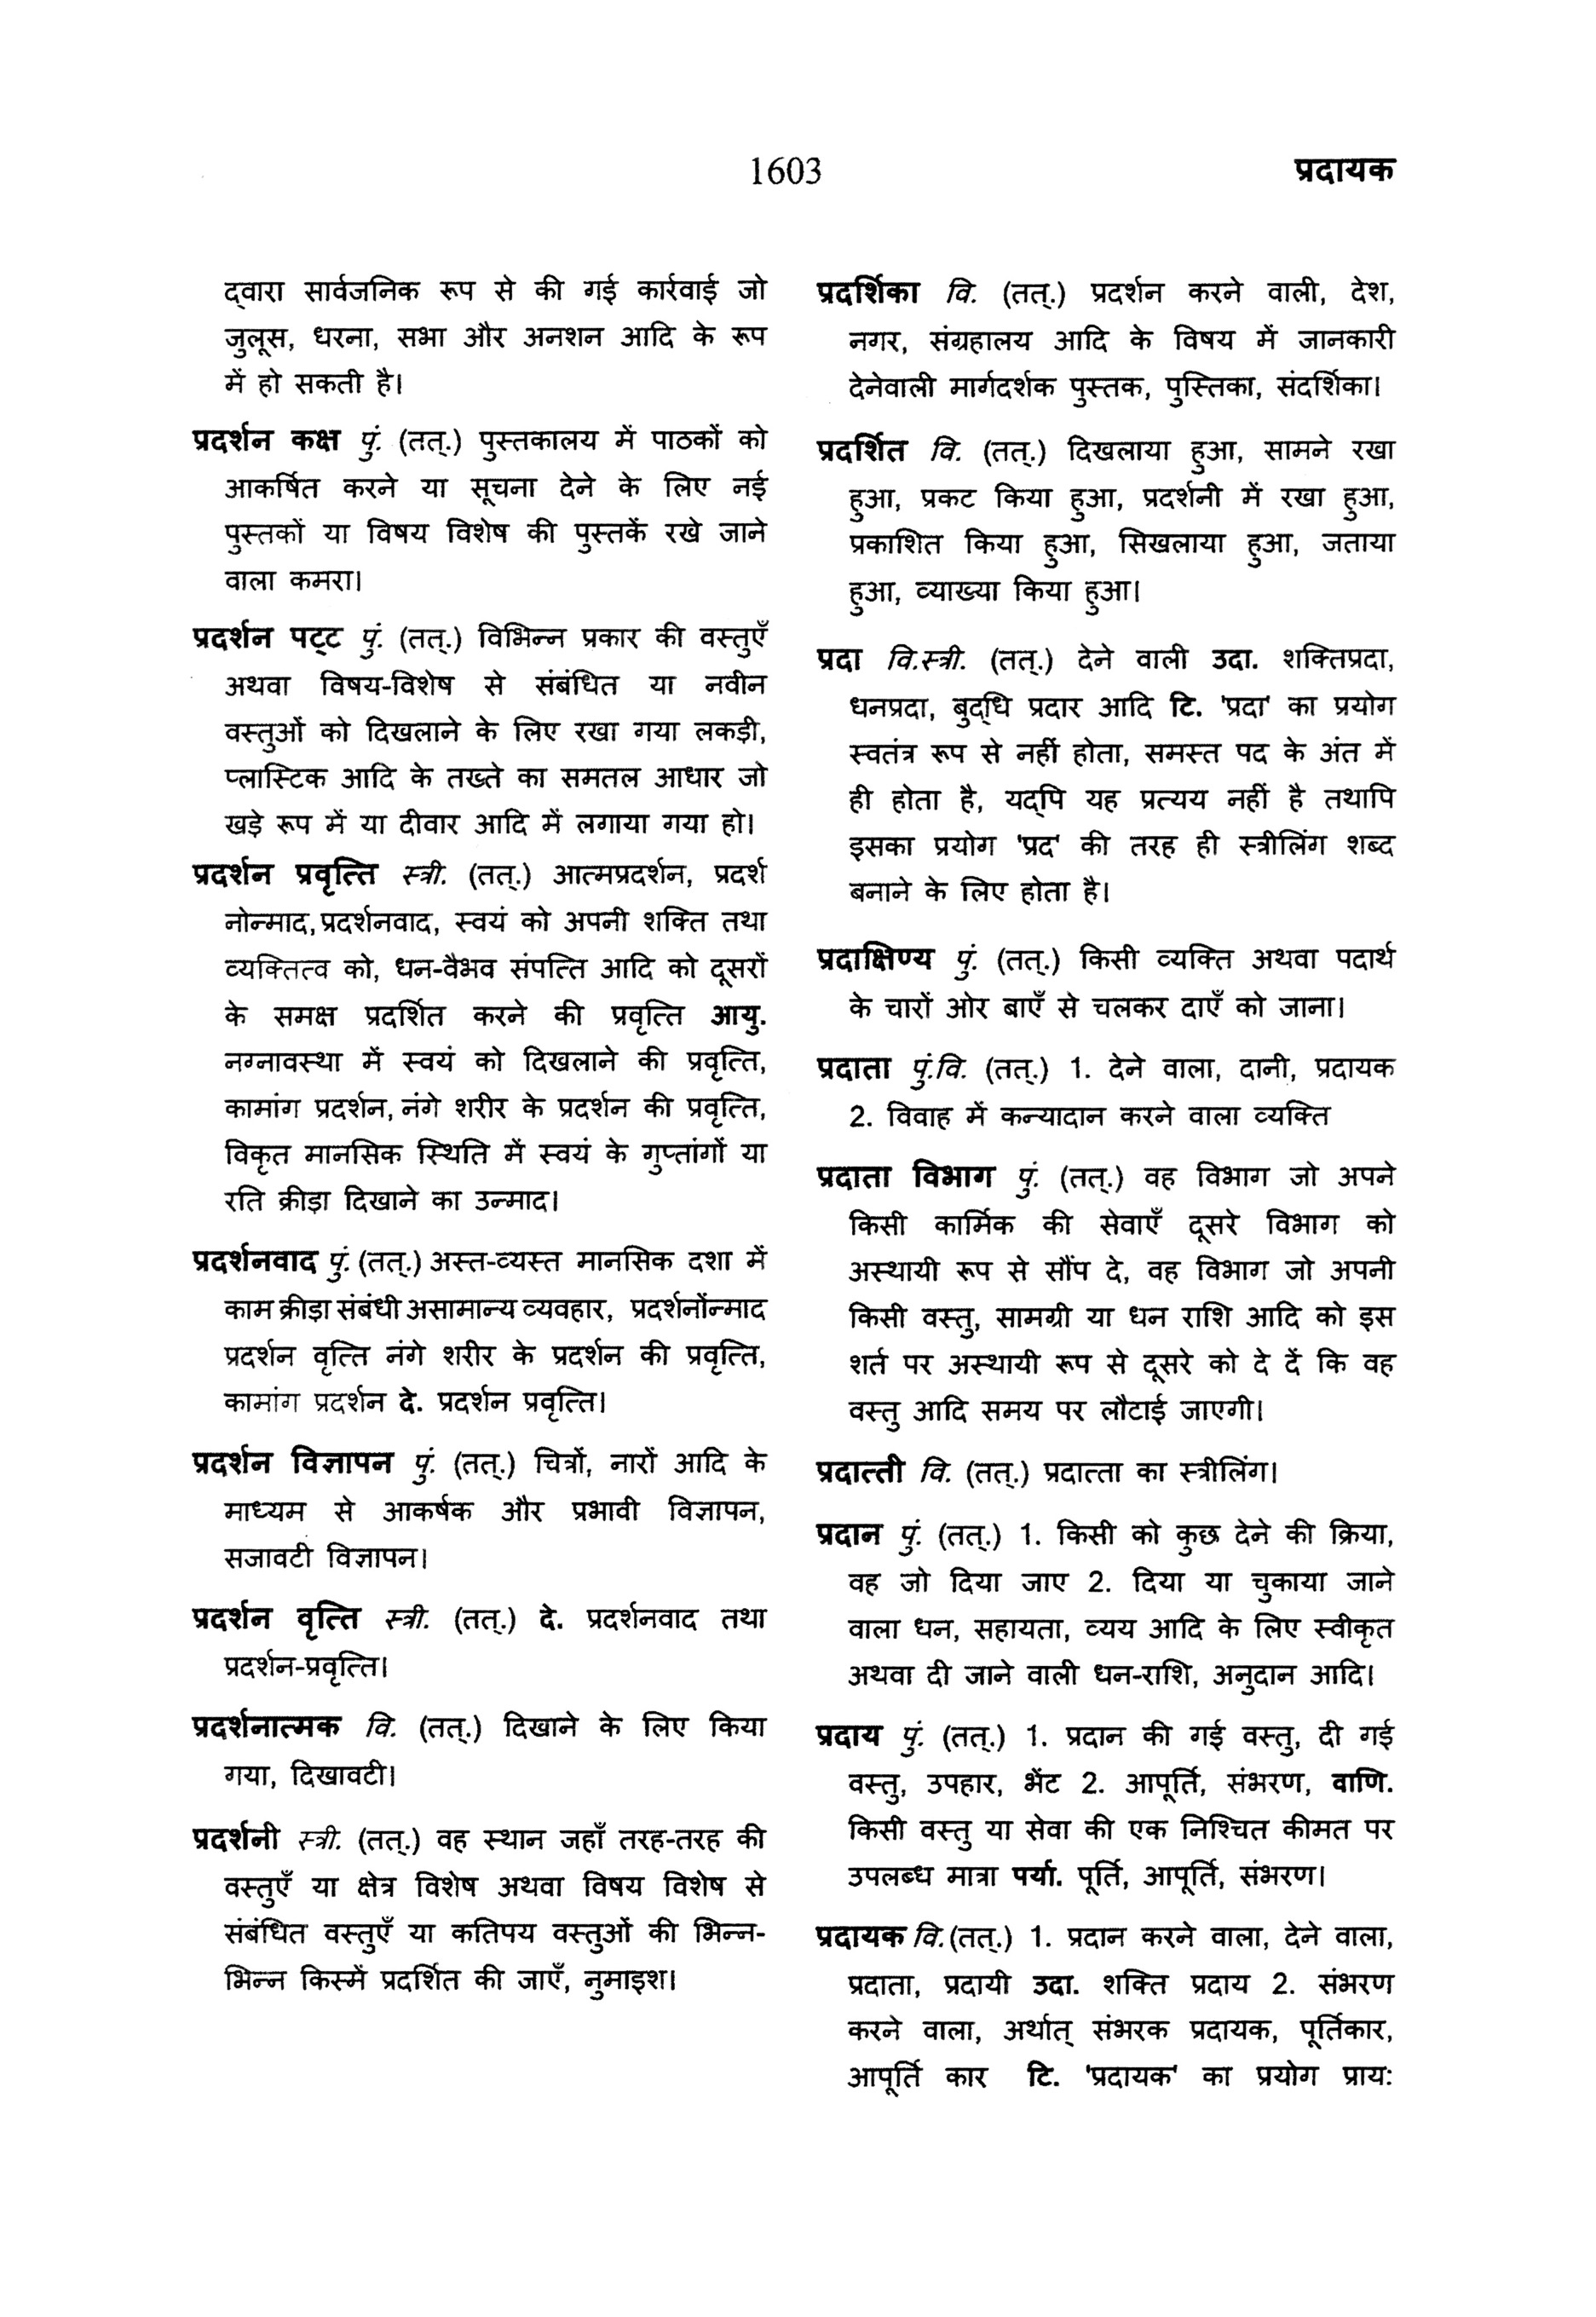 1603
प्रदायक
द्वारा सार्वजनिक रूप से की गई कार्रवाई जो
जुलूस, धरना, सभा और अनशन आदि के रूप
में हो सकती है।
प्रदर्शन कक्ष पुं. (तत्.) पुस्तकालय में पाठकों को
आकर्षित करने या सूचना देने के लिए नई
पुस्तकों या विषय विशेष की पुस्तकें रखे जाने
वाला कमरा।
प्रदर्शन पट्ट पुं. (तत्.) विभिन्न प्रकार की वस्तुएँ
अथवा विषय-विशेष से संबंधित या नवीन
वस्तुओं को दिखलाने के लिए रखा गया लकड़ी,
प्लास्टिक आदि के तख्ते का समतल आधार जो
खड़े रूप में या दीवार आदि में लगाया गया हो।
प्रदर्शन प्रवृत्ति स्त्री. (तत्.) आत्मप्रदर्शन, प्रदर्श
नोन्माद, प्रदर्शनवाद, स्वयं को अपनी शक्ति तथा
व्यक्तित्व को, धन-वैभव संपत्ति आदि को दूसरों
के समक्ष प्रदर्शित करने की प्रवृत्ति आयु.
नग्नावस्था में स्वयं को दिखलाने की प्रवृत्ति,
कामांग प्रदर्शन, नंगे शरीर के प्रदर्शन की प्रवृत्ति,
विकृत मानसिक स्थिति में स्वयं के गुप्तांगों या
रति क्रीड़ा दिखाने का उन्माद।
प्रदर्शनवाद पुं. (तत्.) अस्त-व्यस्त मानसिक दशा में
काम क्रीड़ा संबंधी असामान्य व्यवहार, प्रदर्शनोंन्माद
प्रदर्शन वृत्ति नंगे शरीर के प्रदर्शन की प्रवृत्ति,
कामांग प्रदर्शन दे. प्रदर्शन प्रवृत्ति।
प्रदर्शन विज्ञापन पुं. (तत्.) चित्रों, नारों आदि के
माध्यम से आकर्षक और प्रभावी विज्ञापन,
सजावटी विज्ञापन।
प्रदर्शन वृत्ति स्त्री. (तत्.) दे. प्रदर्शनवाद तथा
प्रदर्शन-प्रवृत्ति।
प्रदर्शनात्मक वि. (तत्.) दिखाने के लिए किया
गया, दिखावटी।
प्रदर्शनी स्त्री. (तत्.) वह स्थान जहाँ तरह-तरह की
वस्तुएँ या क्षेत्र विशेष अथवा विषय विशेष से
संबंधित वस्तुएँ या कतिपय वस्तुओं की भिन्न-
भिन्न किस्में प्रदर्शित की जाएँ, नुमाइश।
प्रदर्शिका वि. (तत्.) प्रदर्शन करने वाली, देश,
नगर, संग्रहालय आदि के विषय में जानकारी
देनेवाली मार्गदर्शक पुस्तक, पुस्तिका, संदर्शिका।
प्रदर्शित वि. (तत्.) दिखलाया हुआ, सामने रखा
हुआ, प्रकट किया हुआ, प्रदर्शनी में रखा हुआ,
प्रकाशित किया हुआ, सिखलाया हुआ, जताया
हुआ, व्याख्या किया हुआ।
प्रदा वि.स्त्री. (तत्.) देने वाली उदा. शक्तिप्रदा,
धनप्रदा, बुद्धि प्रदार आदि टि. 'प्रदा' का प्रयोग
स्वतंत्र रूप से नहीं होता, समस्त पद के अंत में
ही होता है, यद्पि यह प्रत्यय नहीं है तथापि
इसका प्रयोग 'प्रद' की तरह ही स्त्रीलिंग शब्द
बनाने के लिए होता है।
प्रदाक्षिण्य पुं. (तत्.) किसी व्यक्ति अथवा पदार्थ
के चारों ओर बाएँ से चलकर दाएँ को जाना।
प्रदाता पुं.वि. (तत्.) 1. देने वाला, दानी, प्रदायक
2. विवाह में कन्यादान करने वाला व्यक्ति
प्रदाता विभाग पुं. (तत्.) वह विभाग जो अपने
किसी कार्मिक की सेवाएँ दूसरे विभाग को
अस्थायी रूप से सौंप दे, वह विभाग जो अपनी
किसी वस्तु, सामग्री या धन राशि आदि को इस
शर्त पर अस्थायी रूप से दूसरे को दे दें कि वह
वस्तु आदि समय पर लौटाई जाएगी।
प्रदात्ती वि. (तत्.) प्रदात्ता का स्त्रीलिंग।
प्रदान पुं. (तत्.) 1. किसी को कुछ देने की क्रिया,
वह जो दिया जाए 2. दिया या चुकाया जाने
वाला धन, सहायता, व्यय आदि के लिए स्वीकृत
अथवा दी जाने वाली धन-राशि, अनुदान आदि।
प्रदाय पुं. (तत्.) 1. प्रदान की गई वस्तु, दी गई
वस्तु, उपहार, भेंट 2. आपूर्ति, संभरण, वाणि.
किसी वस्तु या सेवा की एक निश्चित कीमत पर
उपलब्ध मात्रा पर्या. पूर्ति, आपूर्ति, संभरण।
प्रदायक वि. (तत्.) 1. प्रदान करने वाला, देने वाला,
प्रदाता, प्रदायी उदा. शक्ति प्रदाय 2. संभरण
करने वाला, अर्थात् संभरक प्रदायक, पूर्तिकार,
आपूर्ति कार टि. 'प्रदायक' का प्रयोग प्राय: